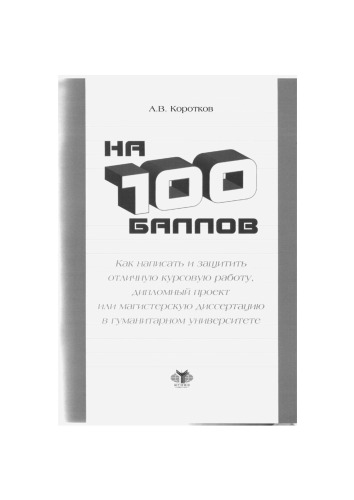 А.В. Коротков
НА
100
БАЛЛОВ
Как написать и защитить
отличную курсовую работу,
дипломный проект
или магистерскую диссертацию
в гуманитарном университете